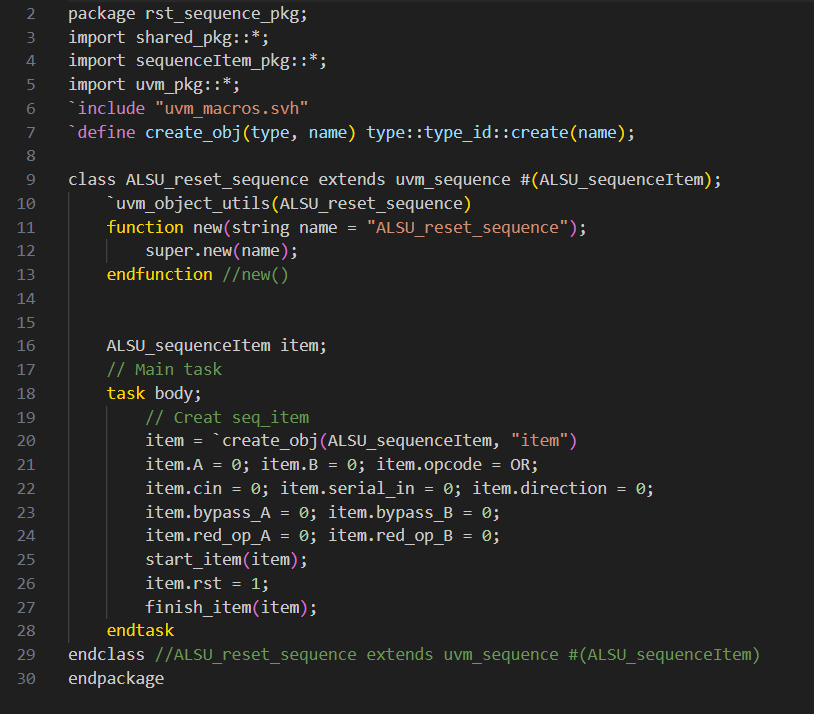 2 package rst_sequence_pkg;
3 import shared_pkg::*;
4 import sequenceItem_pkg::*;
5 import uvm_pkg::*;
6 `include "uvm_macros.svh"
7 `define create_obj(type, name) type::type_id::create(name);
8
9 class ALSU_reset_sequence extends uvm_sequence #(ALSU_sequenceItem);
10 `uvm_object_utils(ALSU_reset_sequence)
11 function new(string name = "ALSU_reset_sequence");
12 super.new(name);
13 endfunction //new()
14
15
16 ALSU_sequenceItem item;
17 // Main task
18 task body;
19 // Creat seq_item
20 item = `create_obj(ALSU_sequenceItem, "item")
21 item.A = 0; item.B = 0; item.opcode = OR;
22 item.cin = 0; item.serial_in = 0; item.direction = 0;
23 item.bypass_A = 0; item.bypass_B = 0;
24 item.red_op_A = 0; item.red_op_B = 0;
25 start_item(item);
26 item.rst = 1;
27 finish_item(item);
28 endtask
29 endclass //ALSU_reset_sequence extends uvm_sequence #(ALSU_sequenceItem)
30 endpackage